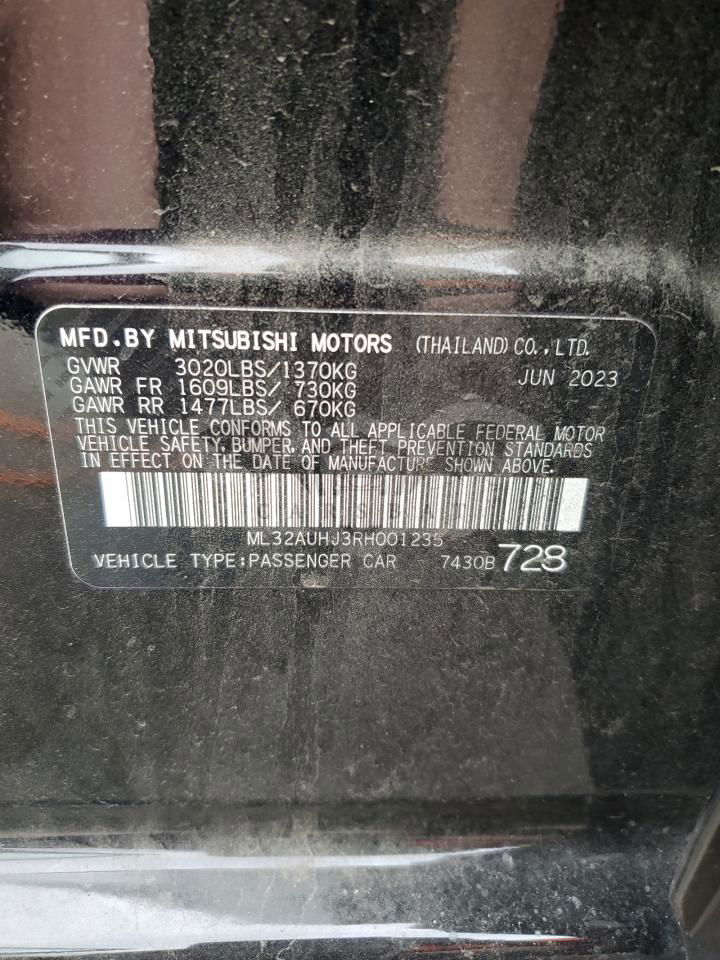 MFD.BY MITSUBISHI MOTORS (THAILAND) CO.,LTD.
GVWR 3020LBS/1370KG JUN 2023
GAWR FR 1609LBS/ 730KG
GAWR RR 1477LBS/ 670KG
THIS VEHICLE CONFORMS TO ALL APPLICABLE FEDERAL MOTOR
VEHICLE SAFETY, BUMPER, AND THEFT PREVENTION STANDARDS
IN EFFECT ON THE DATE OF MANUFACTURE SHOWN ABOVE.
ML32AUHJ3RH001235
VEHICLE TYPE:PASSENGER CAR 7430B 728